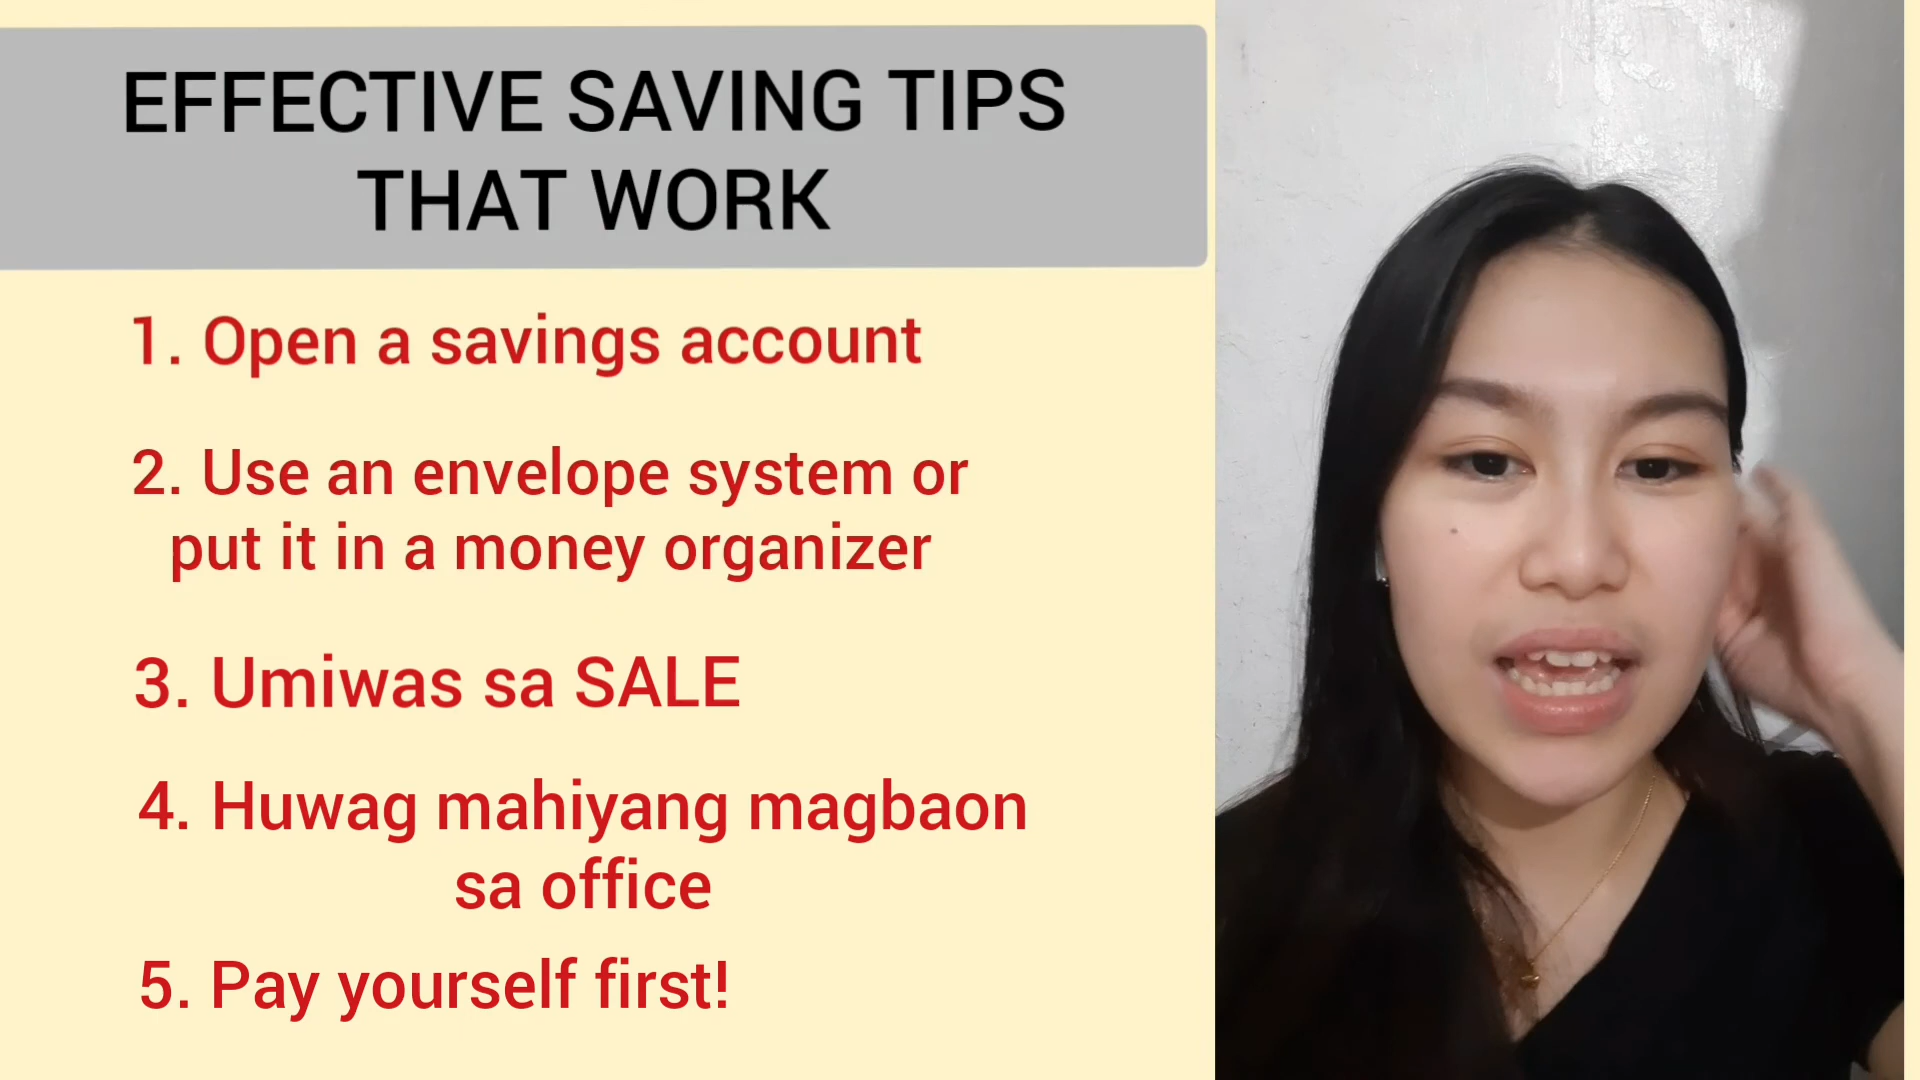 EFFECTIVE SAVING TIPS
THAT WORK
1. Open a savings account
2. Use an envelope system or
put it in a money organizer
3. Umiwas sa SALE
4. Huwag mahiyang magbaon
sa office
5. Pay yourself first!